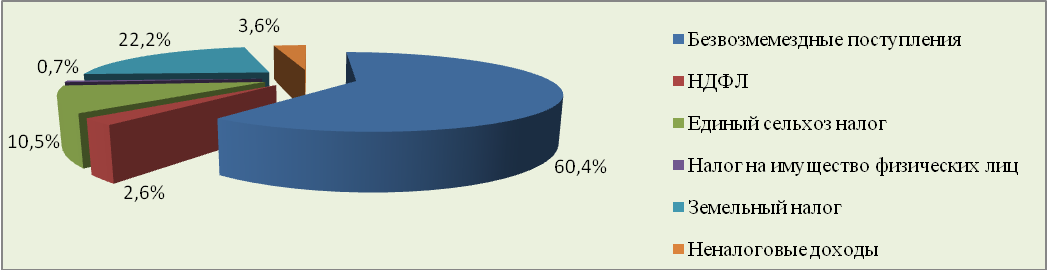 3,6%
22,2%
0,7%
10,5%
2,6%
60,4%
Безвозмемездные поступления
НДФЛ
Единый сельхоз налог
Налог на имущество физических лиц
Земельный налог
Неналоговые доходы